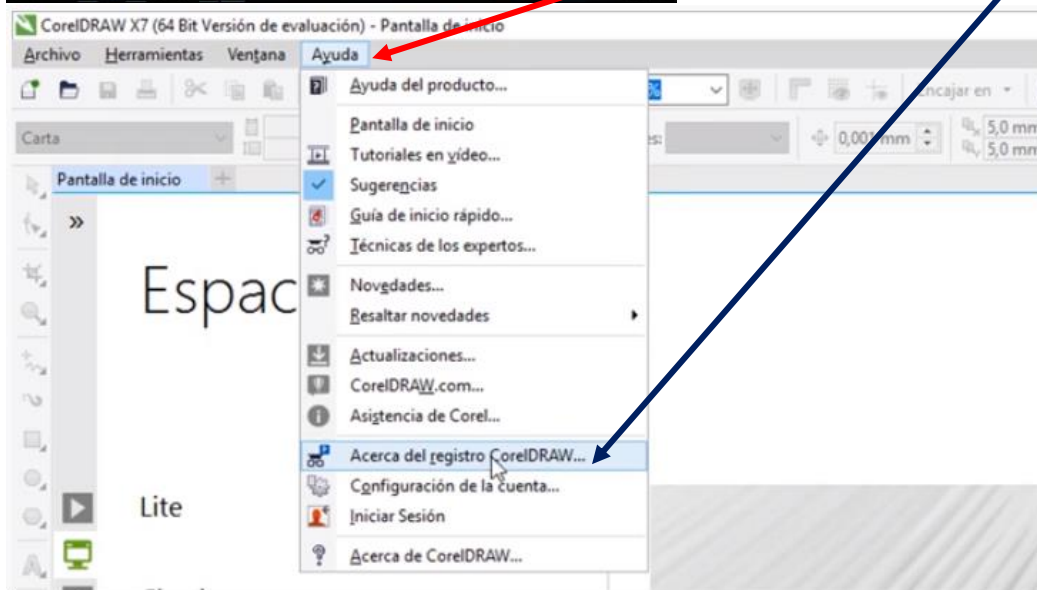 CorelDRAW X7 (64 Bit Versión de evaluación) - Pantalla de inicio
Archivo Herramientas Ventana Ayuda
Ayuda del producto...
Encajar en
Carta
0,001 mm
5,0 mm
5,0 mm
Pantalla de inicio
Pantalla de inicio
Tutoriales en vídeo...
Sugerencias
Guía de inicio rápido...
Técnicas de los expertos...
Espac
Novedades...
Resaltar novedades
Actualizaciones...
CorelDRAW.com...
Asistencia de Corel...
Acerca del registro CorelDRAW...
Configuración de la cuenta...
Lite
Iniciar Sesión
Acerca de CorelDRAW...